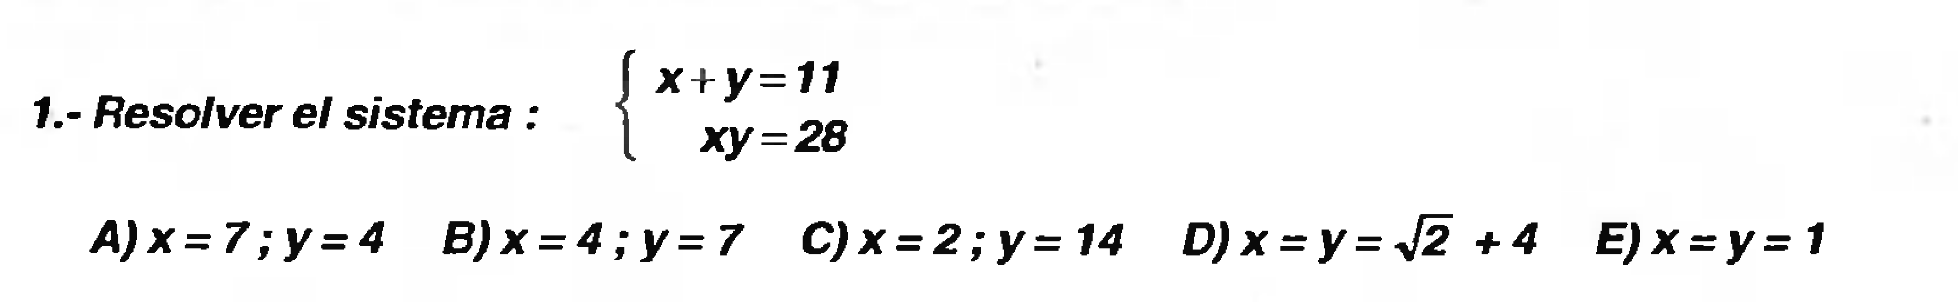 1.- Resolver el sistema : { x + y = 11
xy = 28
A) x = 7 ; y = 4 B) x = 4 ; y = 7 C) x = 2 ; y = 14 D) x = y = √2 + 4 E) x = y = 1